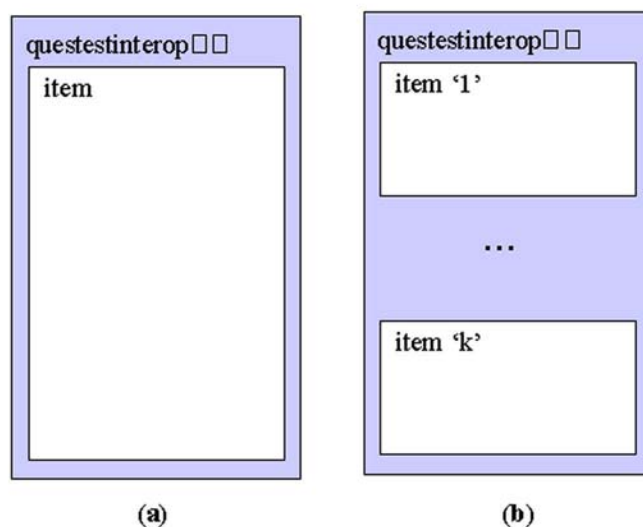 questestinterop□□
item
(a)
questestinterop□□
item ‘1’
...
item ‘k’
(b)